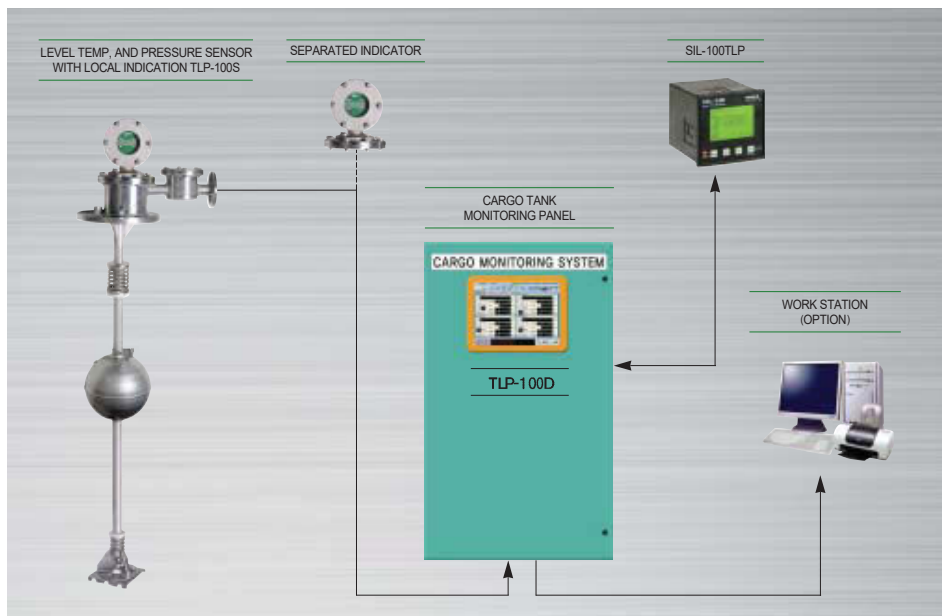 LEVEL TEMP, AND PRESSURE SENSOR
WITH LOCAL INDICATION TLP-100S
SEPARATED INDICATOR
SIL-100TLP
CARGO TANK
MONITORING PANEL
CARGO MONITORING SYSTEM
TLP-100D
WORK STATION
(OPTION)